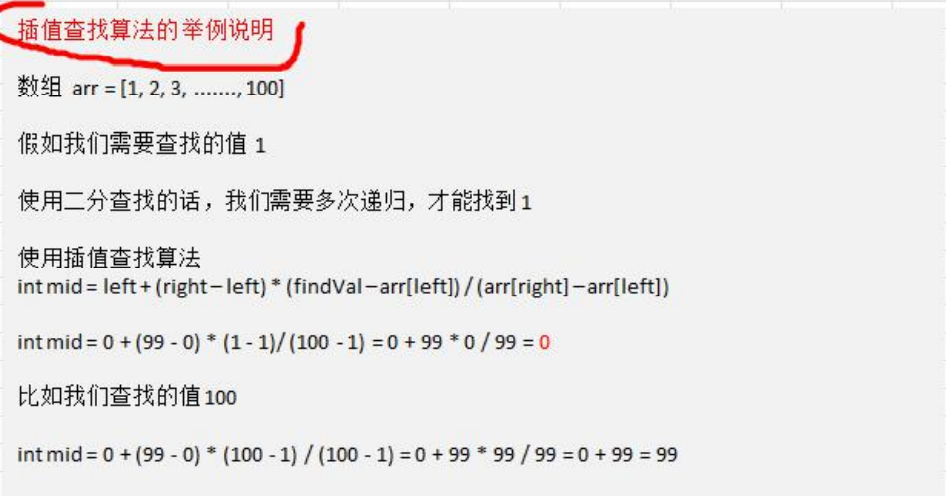 插值查找算法的举例说明
数组 arr = [1, 2, 3, ......., 100]
假如我们需要查找的值 1
使用二分查找的话，我们需要多次递归，才能找到 1
使用插值查找算法
int mid = left + (right – left) * (findVal – arr[left]) / (arr[right] – arr[left])
int mid = 0 + (99 - 0) * (1 - 1)/ (100 - 1) = 0 + 99 * 0 / 99 = 0
比如我们查找的值 100
int mid = 0 + (99 - 0) * (100 - 1) / (100 - 1) = 0 + 99 * 99 / 99 = 0 + 99 = 99